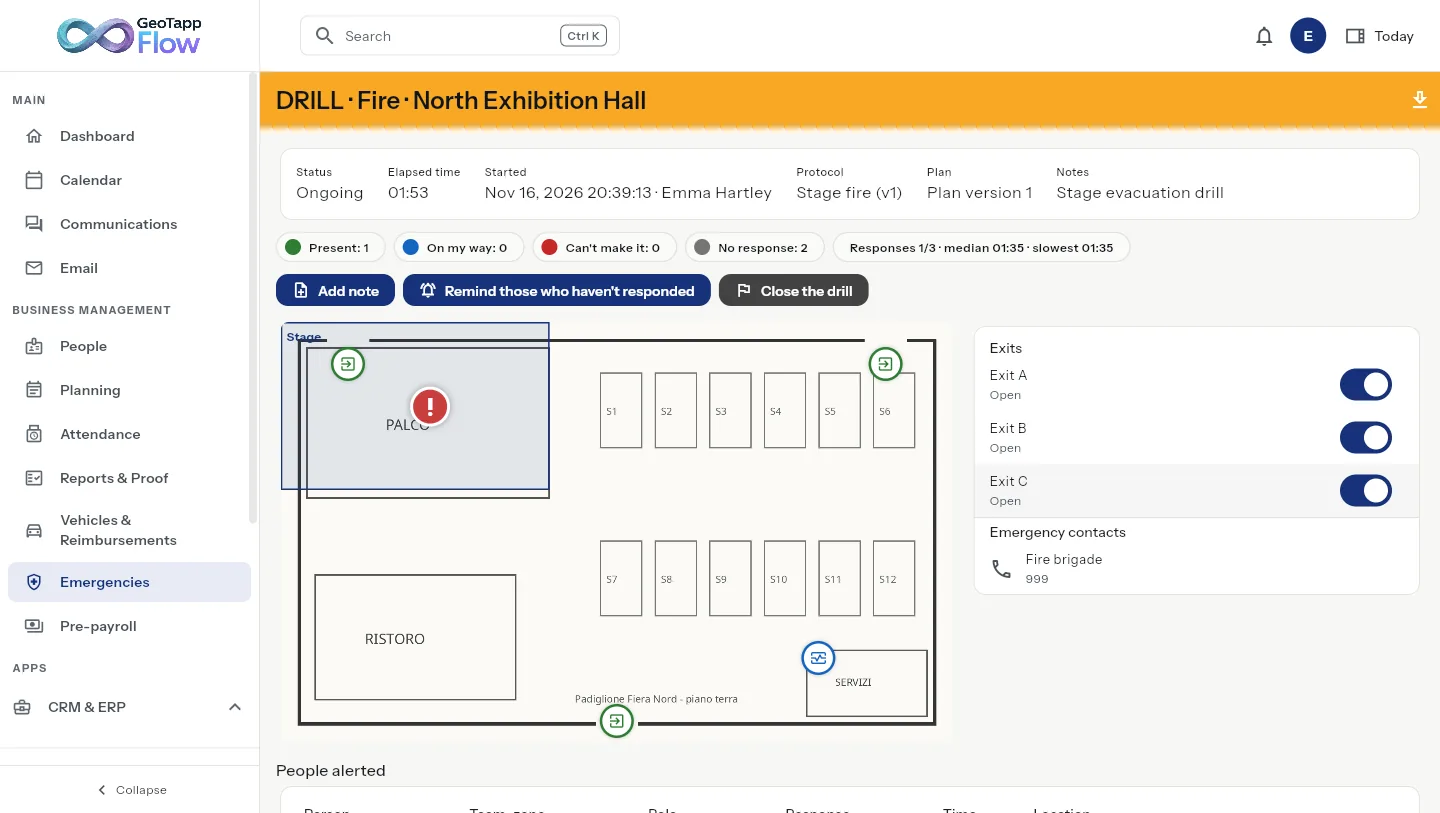 GeoTapp
Flow
Search
Ctrl K
E
Today
MAIN
Dashboard
Calendar
Communications
Email
BUSINESS MANAGEMENT
People
Planning
Attendance
Reports & Proof
Vehicles &
Reimbursements
Emergencies
Pre-payroll
APPS
CRM & ERP
Collapse
DRILL · Fire · North Exhibition Hall
Status
Ongoing
Elapsed time
01:53
Started
Nov 16, 2026 20:39:13 · Emma Hartley
Protocol
Stage fire (v1)
Plan
Plan version 1
Notes
Stage evacuation drill
Present: 1
On my way: 0
Can't make it: 0
No response: 2
Responses 1/3 · median 01:35 · slowest 01:35
Add note
Remind those who haven't responded
Close the drill
Stage
PALCO
S1
S2
S3
S4
S5
S6
S7
S8
S9
S10
S11
S12
RISTORO
SERVIZI
Padiglione Fiera Nord - piano terra
Exits
Exit A
Open
Exit B
Open
Exit C
Open
Emergency contacts
Fire brigade
999
People alerted
Person
Team, zone
Response
Time
Location